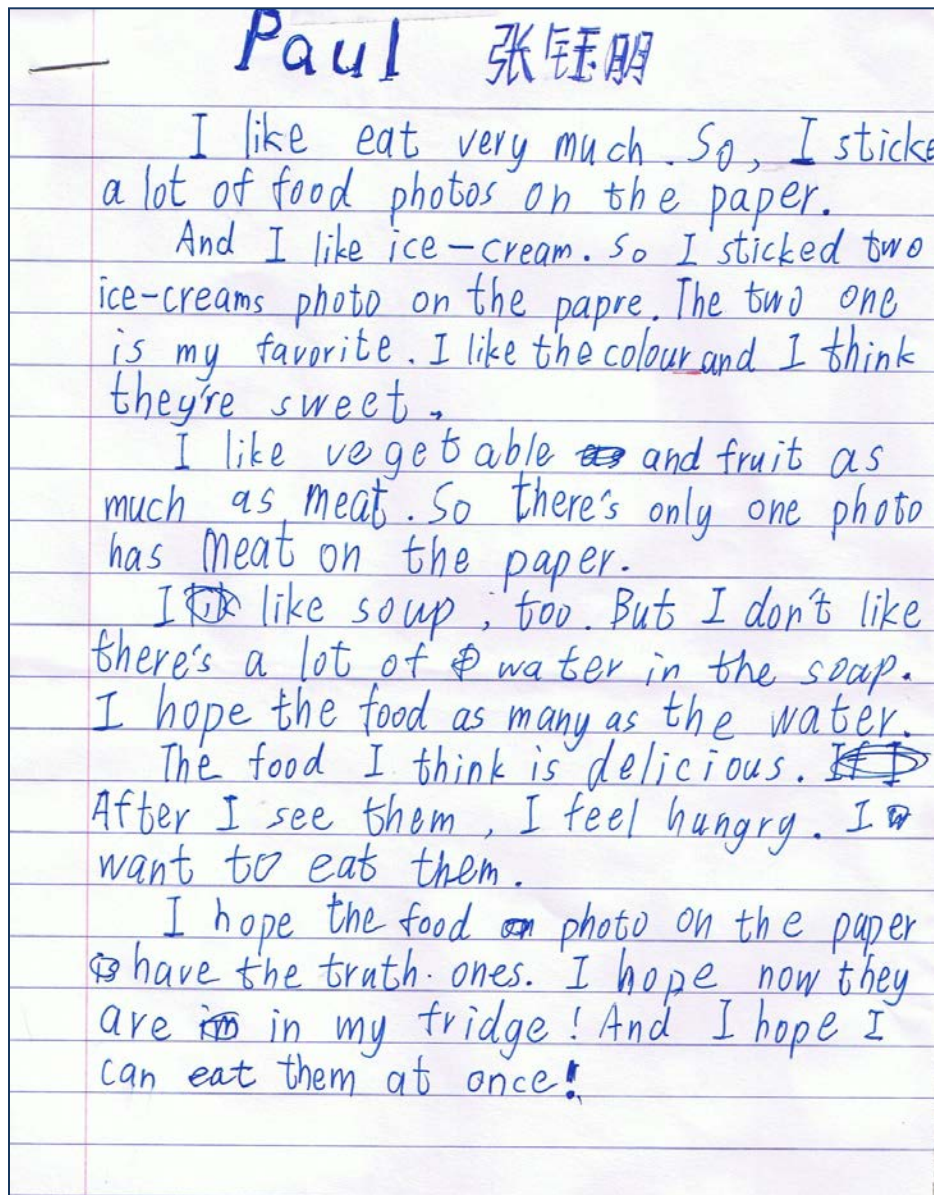 Paul 张钰明
I like eat very much. So, I sticke
a lot of food photos on the paper.
And I like ice-cream. So I sticked two
ice-creams photo on the papre. The two one
is my favorite. I like the colour and I think
they're sweet.
I like vegetable and fruit as
much as meat. So there's only one photo
has meat on the paper.
I like soup, too. But I don't like
there's a lot of water in the soap.
I hope the food as many as the water.
The food I think is delicious.
After I see them, I feel hungry. I
want to eat them.
I hope the food photo on the paper
have the truth ones. I hope now they
are in my fridge! And I hope I
can eat them at once!